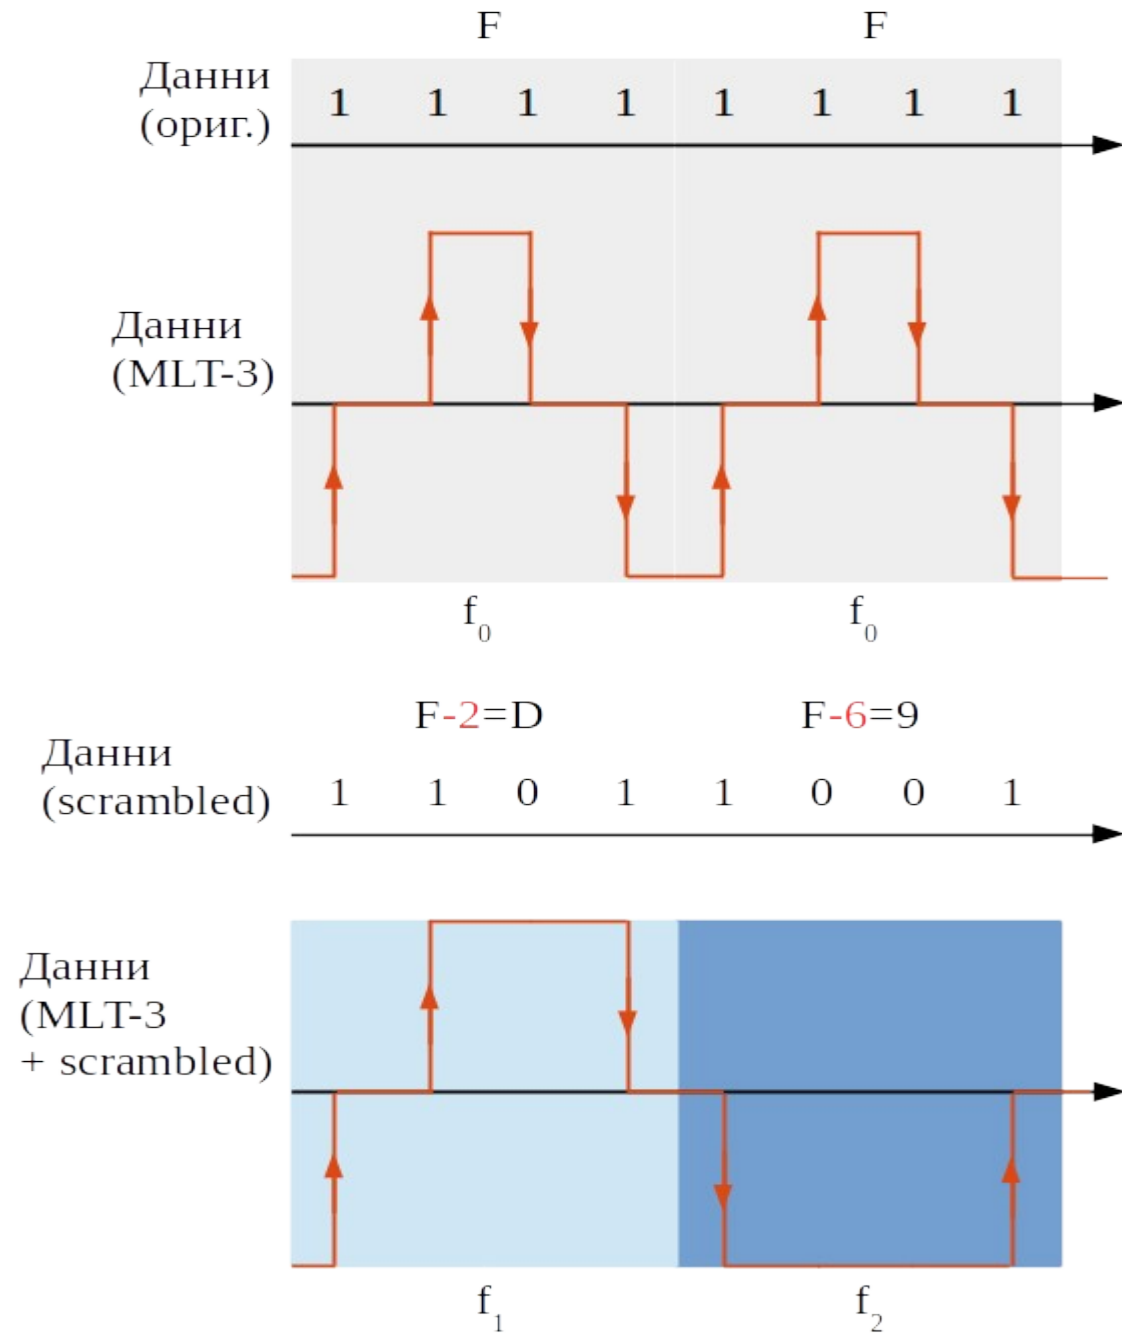 F F
Данни
(ориг.)
1 1 1 1 1 1 1 1
Данни
(MLT-3)
f₀ f₀
F-2=D F-6=9
Данни
(scrambled)
1 1 0 1 1 0 0 1
Данни
(MLT-3
+ scrambled)
f₁ f₂